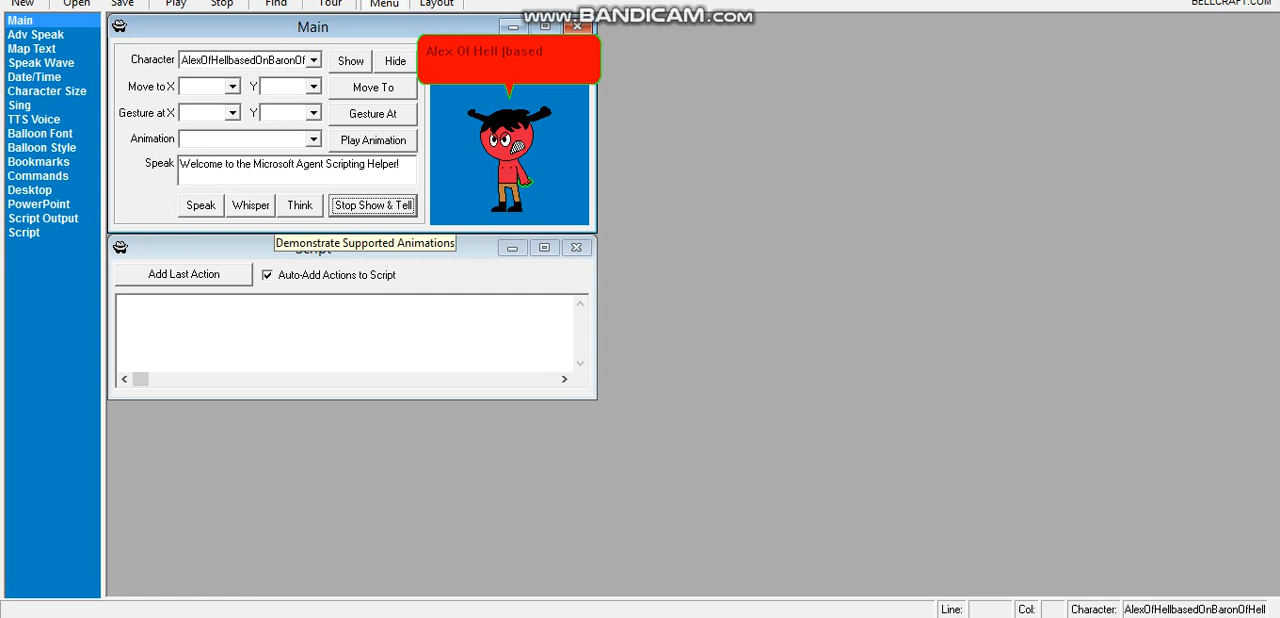 New Open Save Play Stop Find Tour Menu Layout BELLCRAFT.COM
www.BANDICAM.com
Main
Adv Speak
Map Text
Speak Wave
Date/Time
Character Size
Sing
TTS Voice
Balloon Font
Balloon Style
Bookmarks
Commands
Desktop
PowerPoint
Script Output
Script
Main
Character AlexOfHellbasedOnBaronOf Show Hide
Move to X Y Move To
Gesture at X Y Gesture At
Animation Play Animation
Speak Welcome to the Microsoft Agent Scripting Helper!
Speak Whisper Think Stop Show & Tell
Alex Of Hell (based
Demonstrate Supported Animations
Script
Add Last Action Auto-Add Actions to Script
Line: Col: Character: AlexOfHellbasedOnBaronOfHell